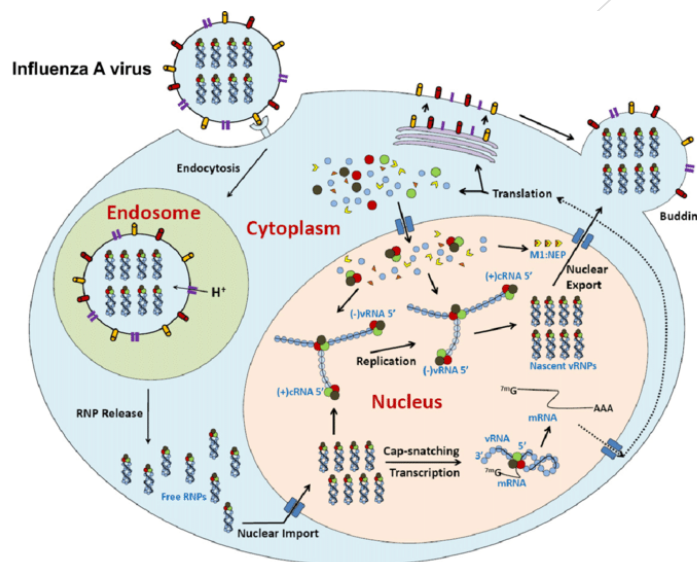 Influenza A virus
Endocytosis
Endosome
Cytoplasm
H⁺
Translation
Budding
M1:NEP
Nuclear
Export
(+)cRNA 5'
(-)vRNA 5'
Replication
(-)vRNA 5'
(+)cRNA 5'
Nascent vRNPs
Nucleus
⁷ᵐG
AAA
mRNA
RNP Release
Free RNPs
Cap-snatching
Transcription
vRNA
3'
5'
⁷ᵐG
mRNA
Nuclear Import